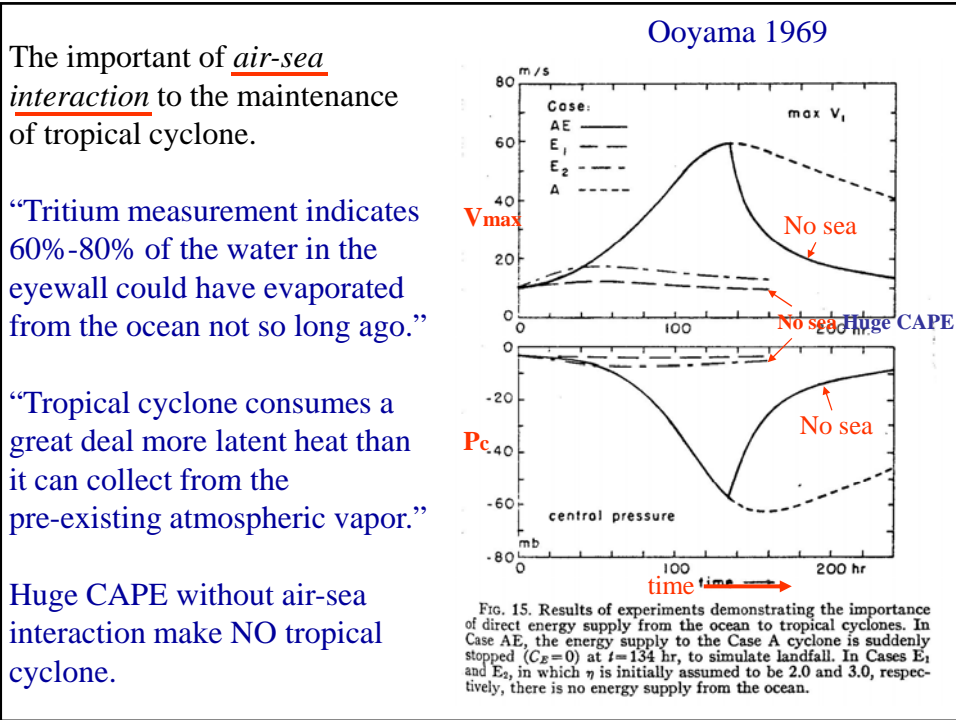 The important of air-sea
interaction to the maintenance
of tropical cyclone.
“Tritium measurement indicates
60%-80% of the water in the
eyewall could have evaporated
from the ocean not so long ago.”
“Tropical cyclone consumes a
great deal more latent heat than
it can collect from the
pre-existing atmospheric vapor.”
Huge CAPE without air-sea
interaction make NO tropical
cyclone.
Ooyama 1969
m/s
80
Case:
AE
E1
E2
A
max V1
60
40
Vmax
No sea
20
0
0
100
200 hr.
No sea Huge CAPE
0
-20
No sea
Pc
-40
-60
central pressure
mb
-80
0
100
200 hr
time time
FIG. 15. Results of experiments demonstrating the importance
of direct energy supply from the ocean to tropical cyclones. In
Case AE, the energy supply to the Case A cyclone is suddenly
stopped (CE=0) at t=134 hr, to simulate landfall. In Cases E1
and E2, in which η is initially assumed to be 2.0 and 3.0, respec-
tively, there is no energy supply from the ocean.